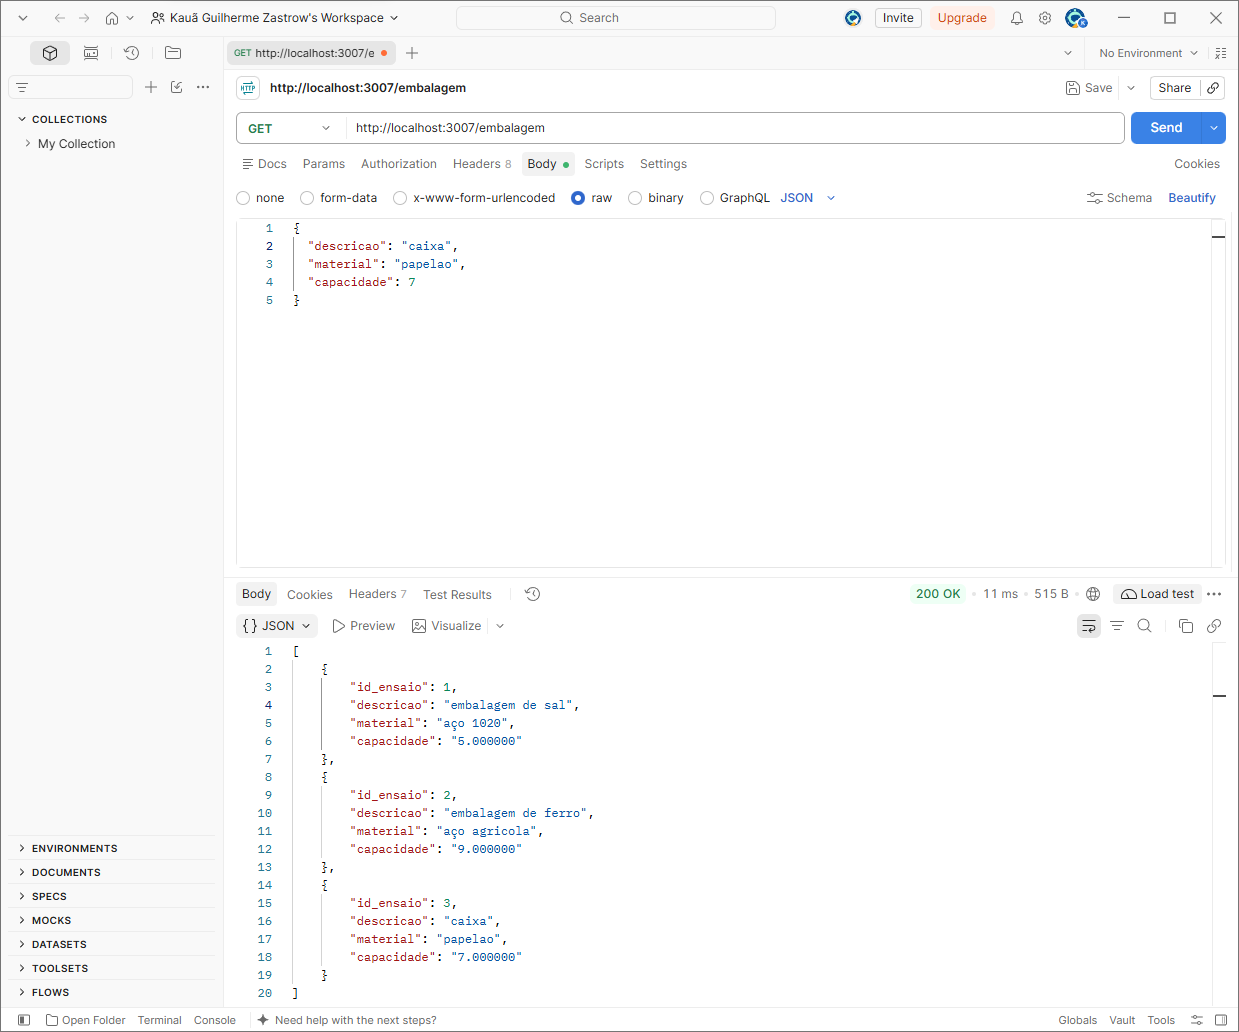 Kauã Guilherme Zastrow's Workspace
Search
Invite
Upgrade
GET http://localhost:3007/e
No Environment
HTTP
http://localhost:3007/embalagem
Save
Share
COLLECTIONS
My Collection
GET
http://localhost:3007/embalagem
Send
Docs
Params
Authorization
Headers 8
Body
Scripts
Settings
Cookies
none
form-data
x-www-form-urlencoded
raw
binary
GraphQL
JSON
Schema
Beautify
1 {
2 "descricao": "caixa",
3 "material": "papelao",
4 "capacidade": 7
5 }
Body
Cookies
Headers 7
Test Results
200 OK
11 ms
515 B
Load test
{} JSON
Preview
Visualize
1 [
2 {
3 "id_ensaio": 1,
4 "descricao": "embalagem de sal",
5 "material": "aço 1020",
6 "capacidade": "5.000000"
7 },
8 {
9 "id_ensaio": 2,
10 "descricao": "embalagem de ferro",
11 "material": "aço agricola",
12 "capacidade": "9.000000"
13 },
14 {
15 "id_ensaio": 3,
16 "descricao": "caixa",
17 "material": "papelao",
18 "capacidade": "7.000000"
19 }
20 ]
ENVIRONMENTS
DOCUMENTS
SPECS
MOCKS
DATASETS
TOOLSETS
FLOWS
Open Folder
Terminal
Console
Need help with the next steps?
Globals
Vault
Tools